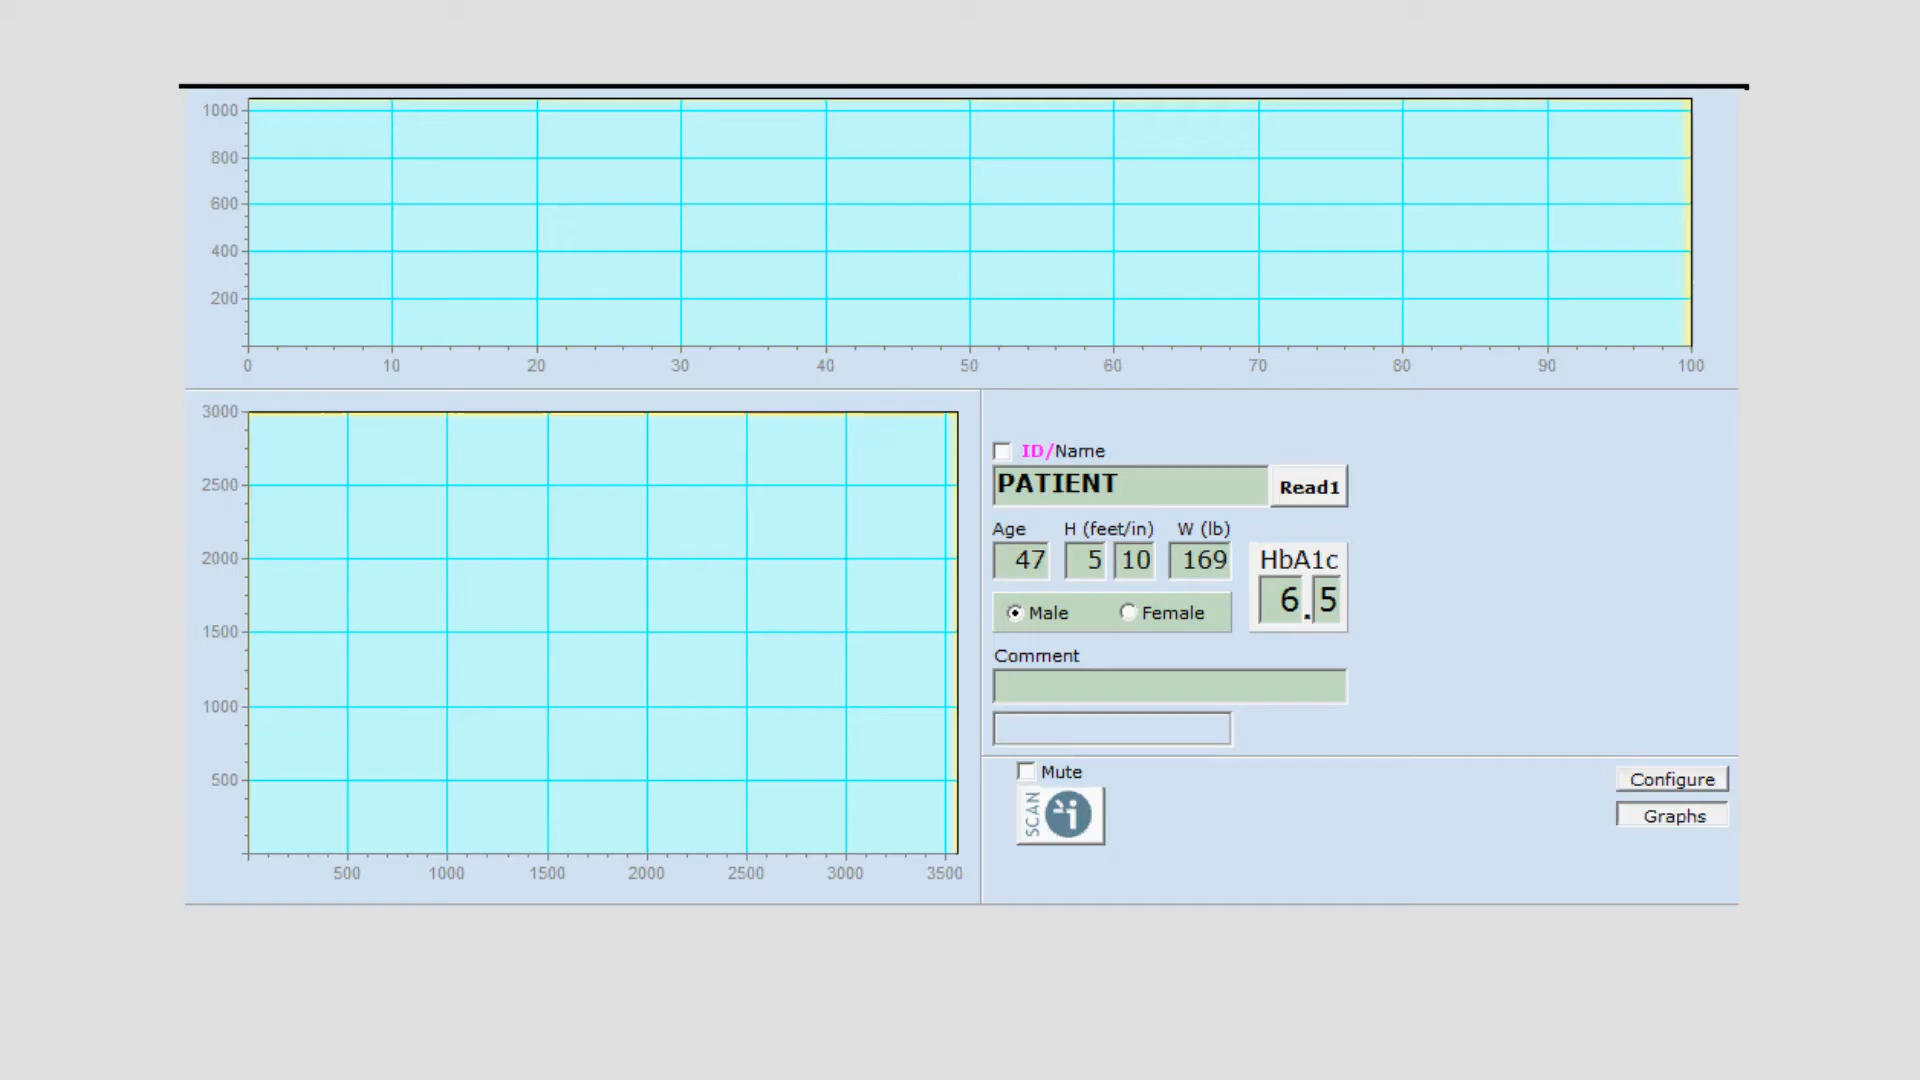 1000
800
600
400
200
0 10 20 30 40 50 60 70 80 90 100
3000
2500
2000
1500
1000
500
500 1000 1500 2000 2500 3000 3500
ID/Name
PATIENT Read1
Age H (feet/in) W (lb)
47 5 10 169
HbA1c
6.5
Male Female
Comment
Mute
SCAN i
Configure
Graphs